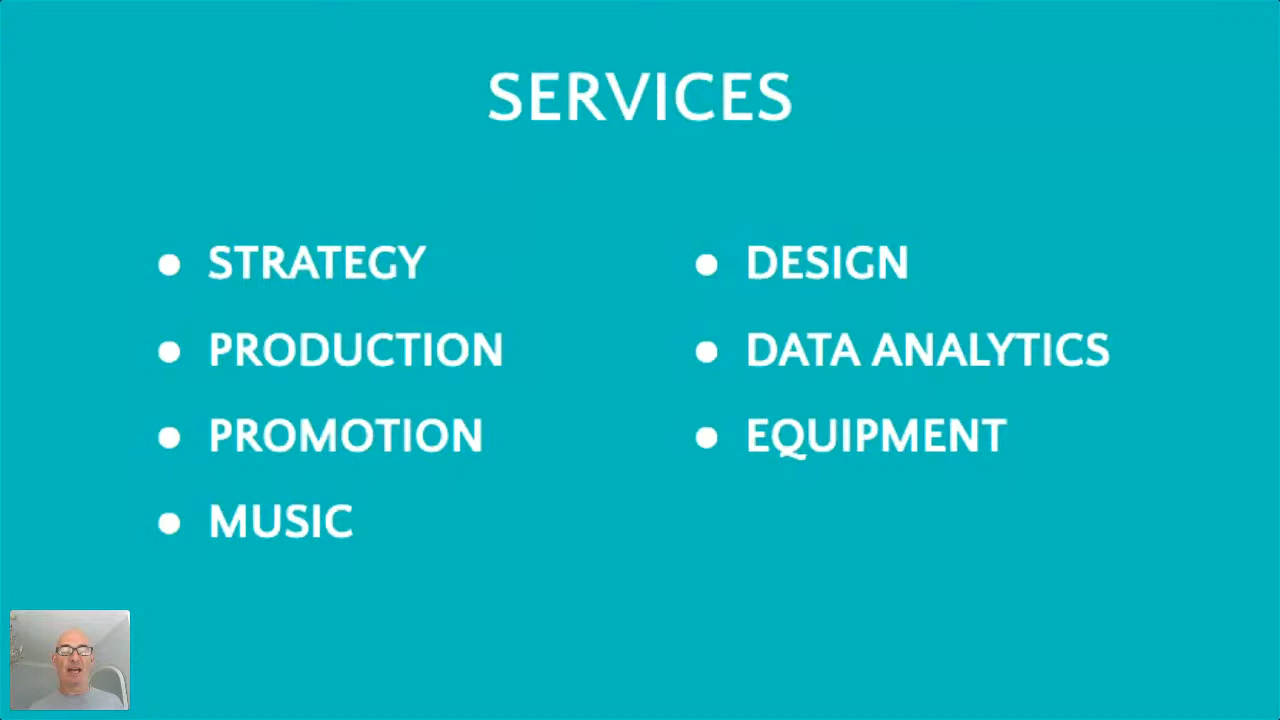 SERVICES
● STRATEGY
● PRODUCTION
● PROMOTION
● MUSIC
● DESIGN
● DATA ANALYTICS
● EQUIPMENT